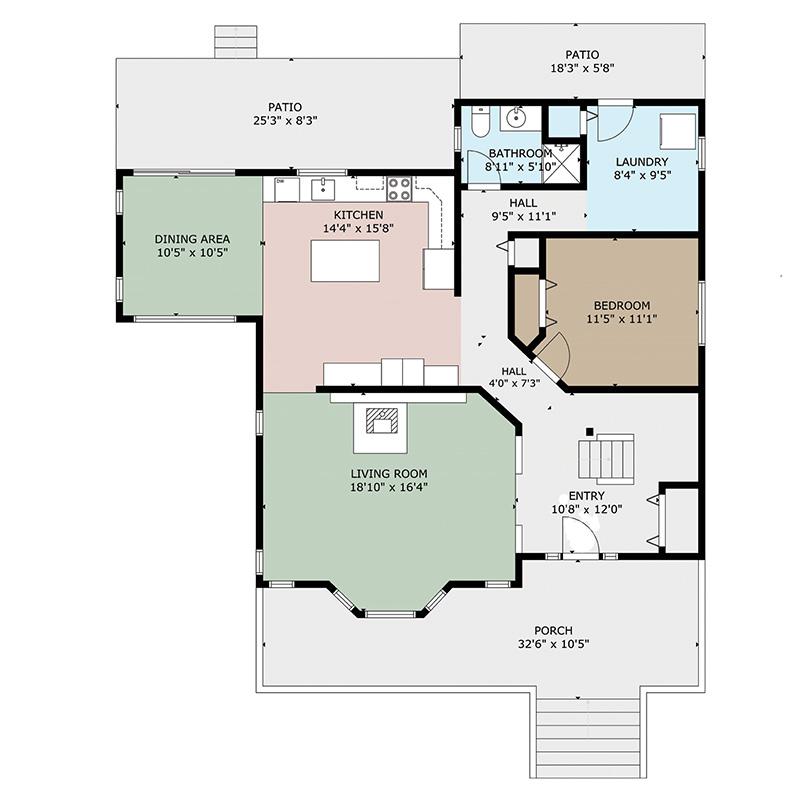 PATIO
18'3" x 5'8"
PATIO
25'3" x 8'3"
BATHROOM
8'11" x 5'10"
LAUNDRY
8'4" x 9'5"
DW
HALL
9'5" x 11'1"
KITCHEN
14'4" x 15'8"
DINING AREA
10'5" x 10'5"
BEDROOM
11'5" x 11'1"
HALL
4'0" x 7'3"
LIVING ROOM
18'10" x 16'4"
ENTRY
10'8" x 12'0"
PORCH
32'6" x 10'5"